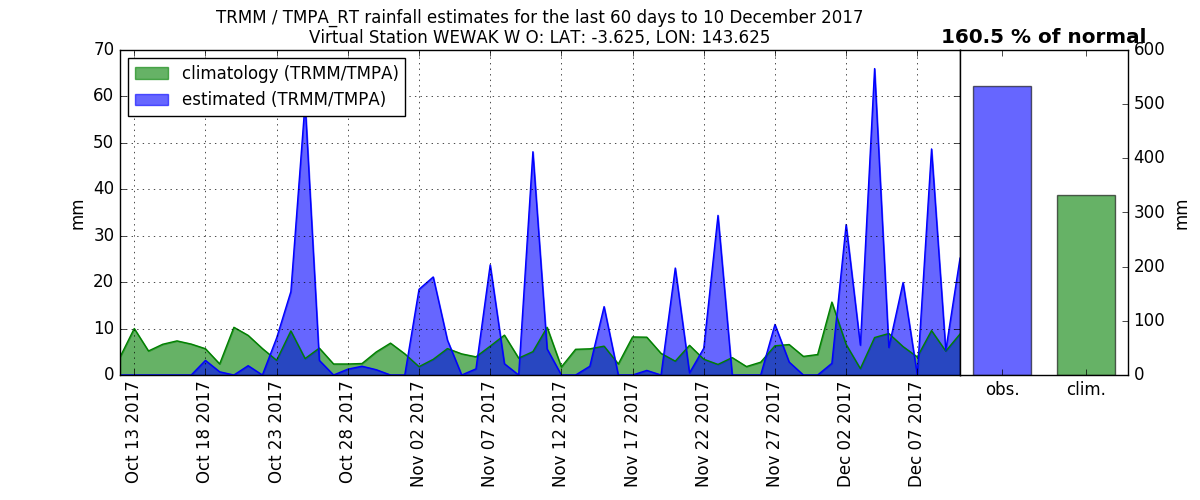 TRMM / TMPA_RT rainfall estimates for the last 60 days to 10 December 2017
Virtual Station WEWAK W O: LAT: -3.625, LON: 143.625
160.5 % of normal
climatology (TRMM/TMPA)
estimated (TRMM/TMPA)
70
60
50
40
30
20
10
0
mm
Oct 13 2017
Oct 18 2017
Oct 23 2017
Oct 28 2017
Nov 02 2017
Nov 07 2017
Nov 12 2017
Nov 17 2017
Nov 22 2017
Nov 27 2017
Dec 02 2017
Dec 07 2017
obs.
clim.
600
500
400
300
200
100
0
mm